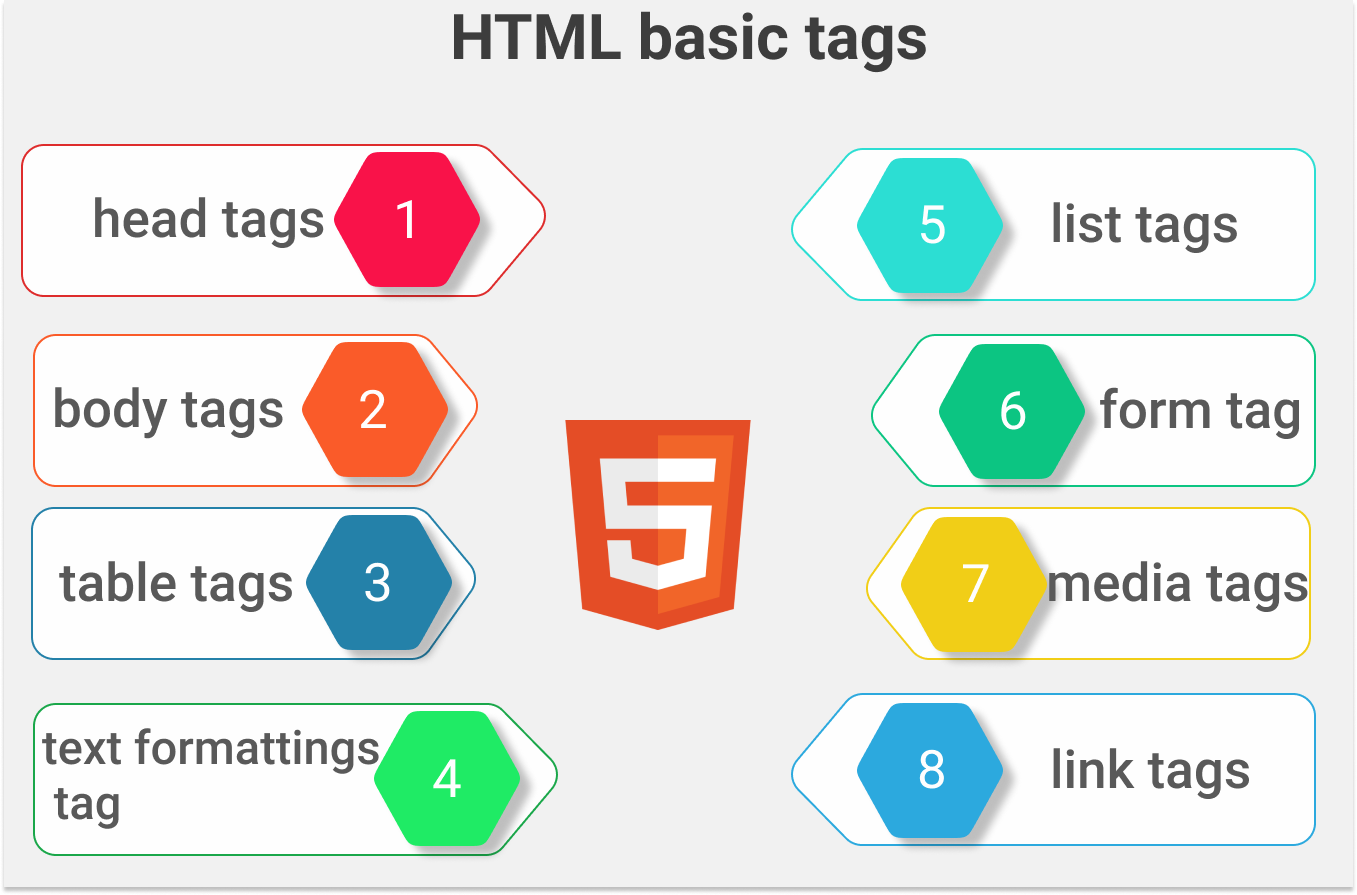 HTML basic tags
head tags 1
body tags 2
table tags 3
text formattings
tag
4
5 list tags
6 form tag
7 media tags
8 link tags